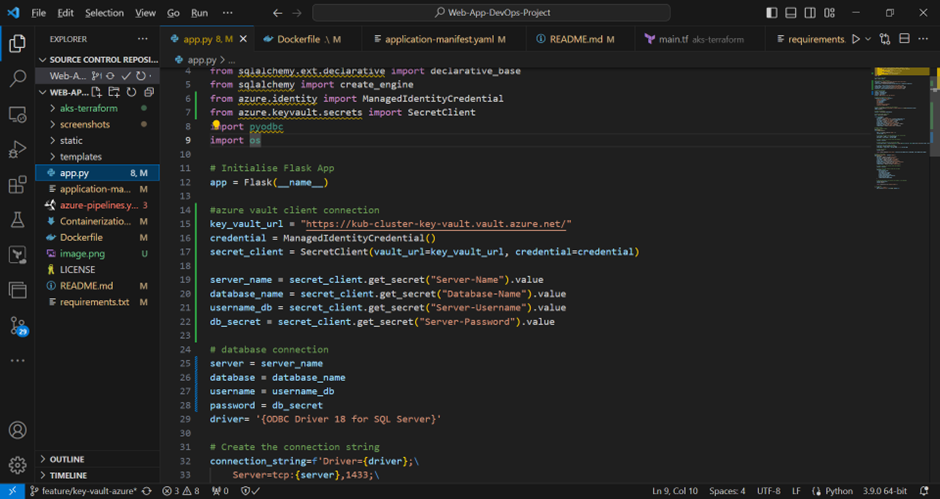 File Edit Selection View Go Run ··· Web-App-DevOps-Project
EXPLORER ···
SOURCE CONTROL REPOSI...
Web-A...
WEB-AP...
aks-terraform
screenshots
static
templates
app.py 8, M
application-ma... M
azure-pipelines.y... 3
Containerizatio... M
Dockerfile M
image.png U
LICENSE
README.md M
requirements.txt M
OUTLINE
TIMELINE
29
app.py 8, M Dockerfile .\ M application-manifest.yaml M README.md M main.tf aks-terraform requirements.
app.py > ...
4 from sqlalchemy.ext.declarative import declarative_base
5 from sqlalchemy import create_engine
6 from azure.identity import ManagedIdentityCredential
7 from azure.keyvault.secrets import SecretClient
8 import pyodbc
9 import os
10
11 # Initialise Flask App
12 app = Flask(__name__)
13
14 #azure vault client connection
15 key_vault_url = "https://kub-cluster-key-vault.vault.azure.net/"
16 credential = ManagedIdentityCredential()
17 secret_client = SecretClient(vault_url=key_vault_url, credential=credential)
18
19 server_name = secret_client.get_secret("Server-Name").value
20 database_name = secret_client.get_secret("Database-Name").value
21 username_db = secret_client.get_secret("Server-Username").value
22 db_secret = secret_client.get_secret("Server-Password").value
23
24 # database connection
25 server = server_name
26 database = database_name
27 username = username_db
28 password = db_secret
29 driver= '{ODBC Driver 18 for SQL Server}'
30
31 # Create the connection string
32 connection_string=f'Driver={driver};\
33 Server=tcp:{server},1433;\
feature/key-vault-azure* 3 8 0 Ln 9, Col 10 Spaces: 4 UTF-8 LF Python 3.9.0 64-bit